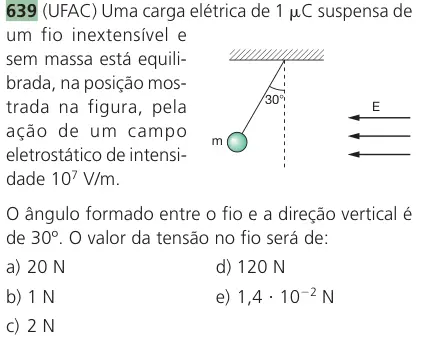 639 (UFAC) Uma carga elétrica de 1 μC suspensa de
um fio inextensível e
sem massa está equili-
brada, na posição mos-
trada na figura, pela
ação de um campo
eletrostático de intensi-
dade 10⁷ V/m.
30º
m
E
O ângulo formado entre o fio e a direção vertical é
de 30º. O valor da tensão no fio será de:
a) 20 N
d) 120 N
b) 1 N
e) 1,4 · 10⁻² N
c) 2 N